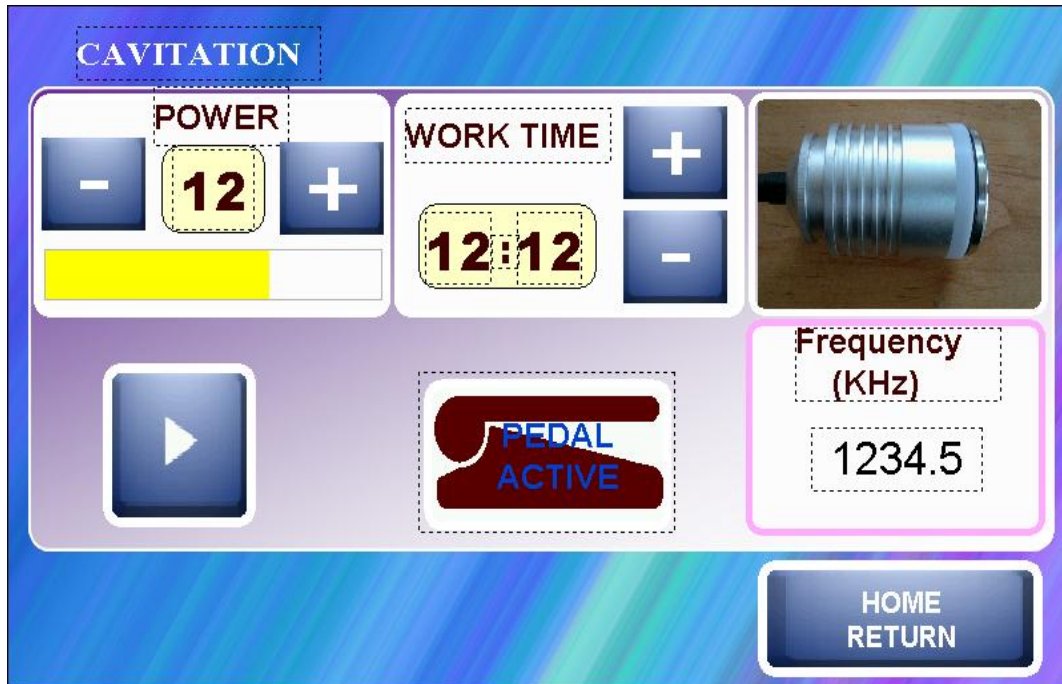 CAVITATION
POWER
- 12 +
WORK TIME
+
12:12
-
Frequency
(KHz)
1234.5
PEDAL
ACTIVE
HOME
RETURN